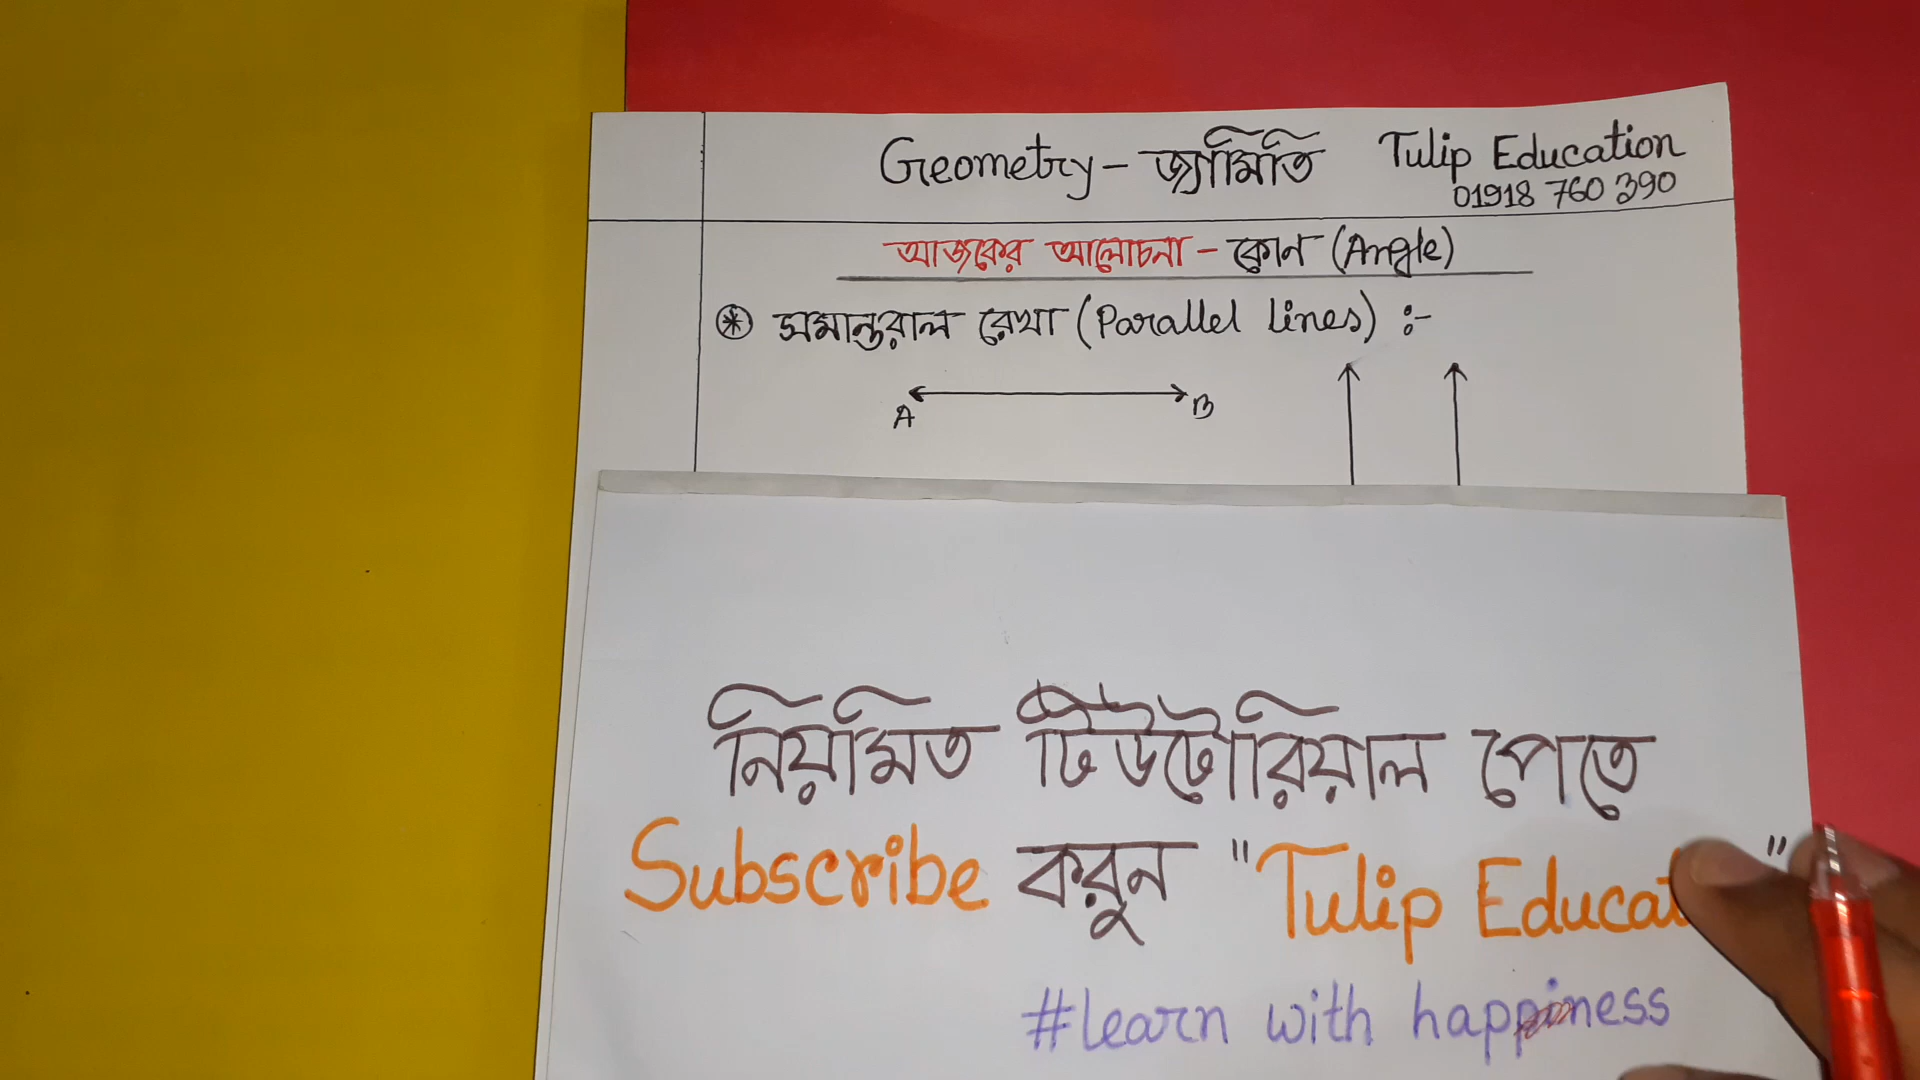 Geometry - জ্যামিতি Tulip Education
01918 760 390
আজকের আলোচনা - কোন (Angle)
সমান্তরাল রেখা (Parallel lines) :-
A B
নিয়মিত টিউটোরিয়াল পেতে
Subscribe করুন "Tulip Educat"
#learn with happiness